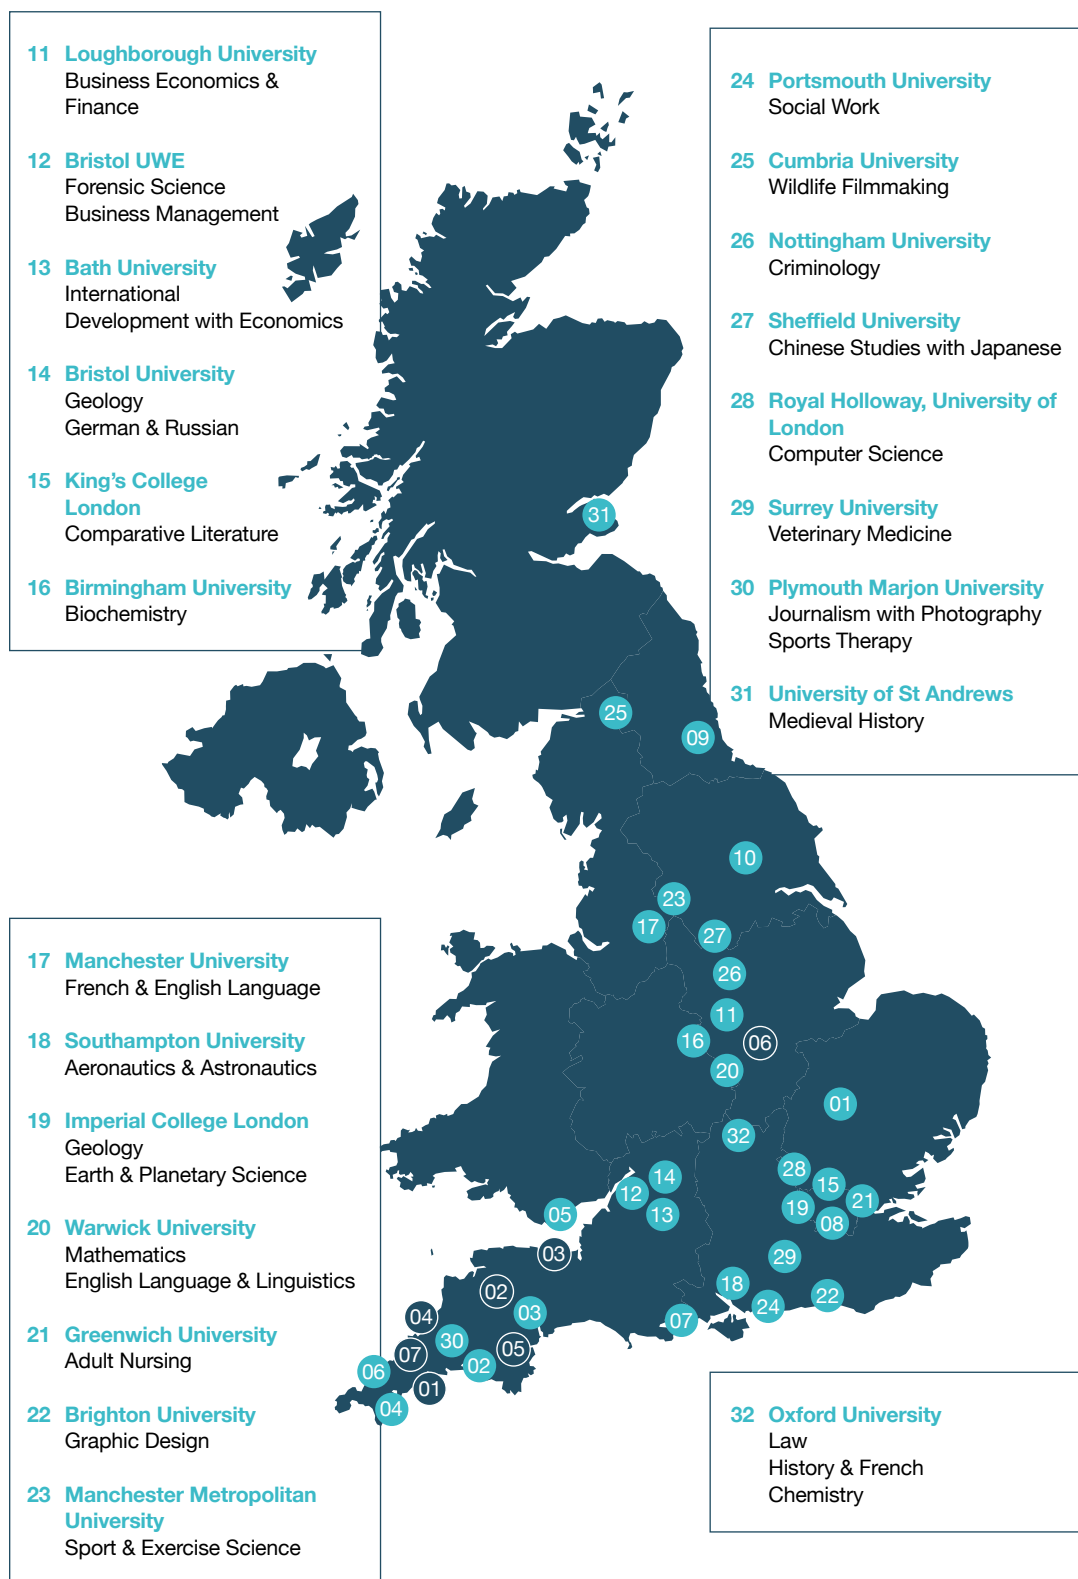 11 Loughborough University
Business Economics &
Finance
12 Bristol UWE
Forensic Science
Business Management
13 Bath University
International
Development with Economics
14 Bristol University
Geology
German & Russian
15 King’s College
London
Comparative Literature
16 Birmingham University
Biochemistry
24 Portsmouth University
Social Work
25 Cumbria University
Wildlife Filmmaking
26 Nottingham University
Criminology
27 Sheffield University
Chinese Studies with Japanese
28 Royal Holloway, University of
London
Computer Science
29 Surrey University
Veterinary Medicine
30 Plymouth Marjon University
Journalism with Photography
Sports Therapy
31 University of St Andrews
Medieval History
31
25
09
10
23
17
27
26
11
16
06
20
01
32
28
14
15
12
21
19
13
05
08
03
29
02
18
22
03
24
04
07
30
05
07
02
06
01
04
17 Manchester University
French & English Language
18 Southampton University
Aeronautics & Astronautics
19 Imperial College London
Geology
Earth & Planetary Science
20 Warwick University
Mathematics
English Language & Linguistics
21 Greenwich University
Adult Nursing
22 Brighton University
Graphic Design
23 Manchester Metropolitan
University
Sport & Exercise Science
32 Oxford University
Law
History & French
Chemistry